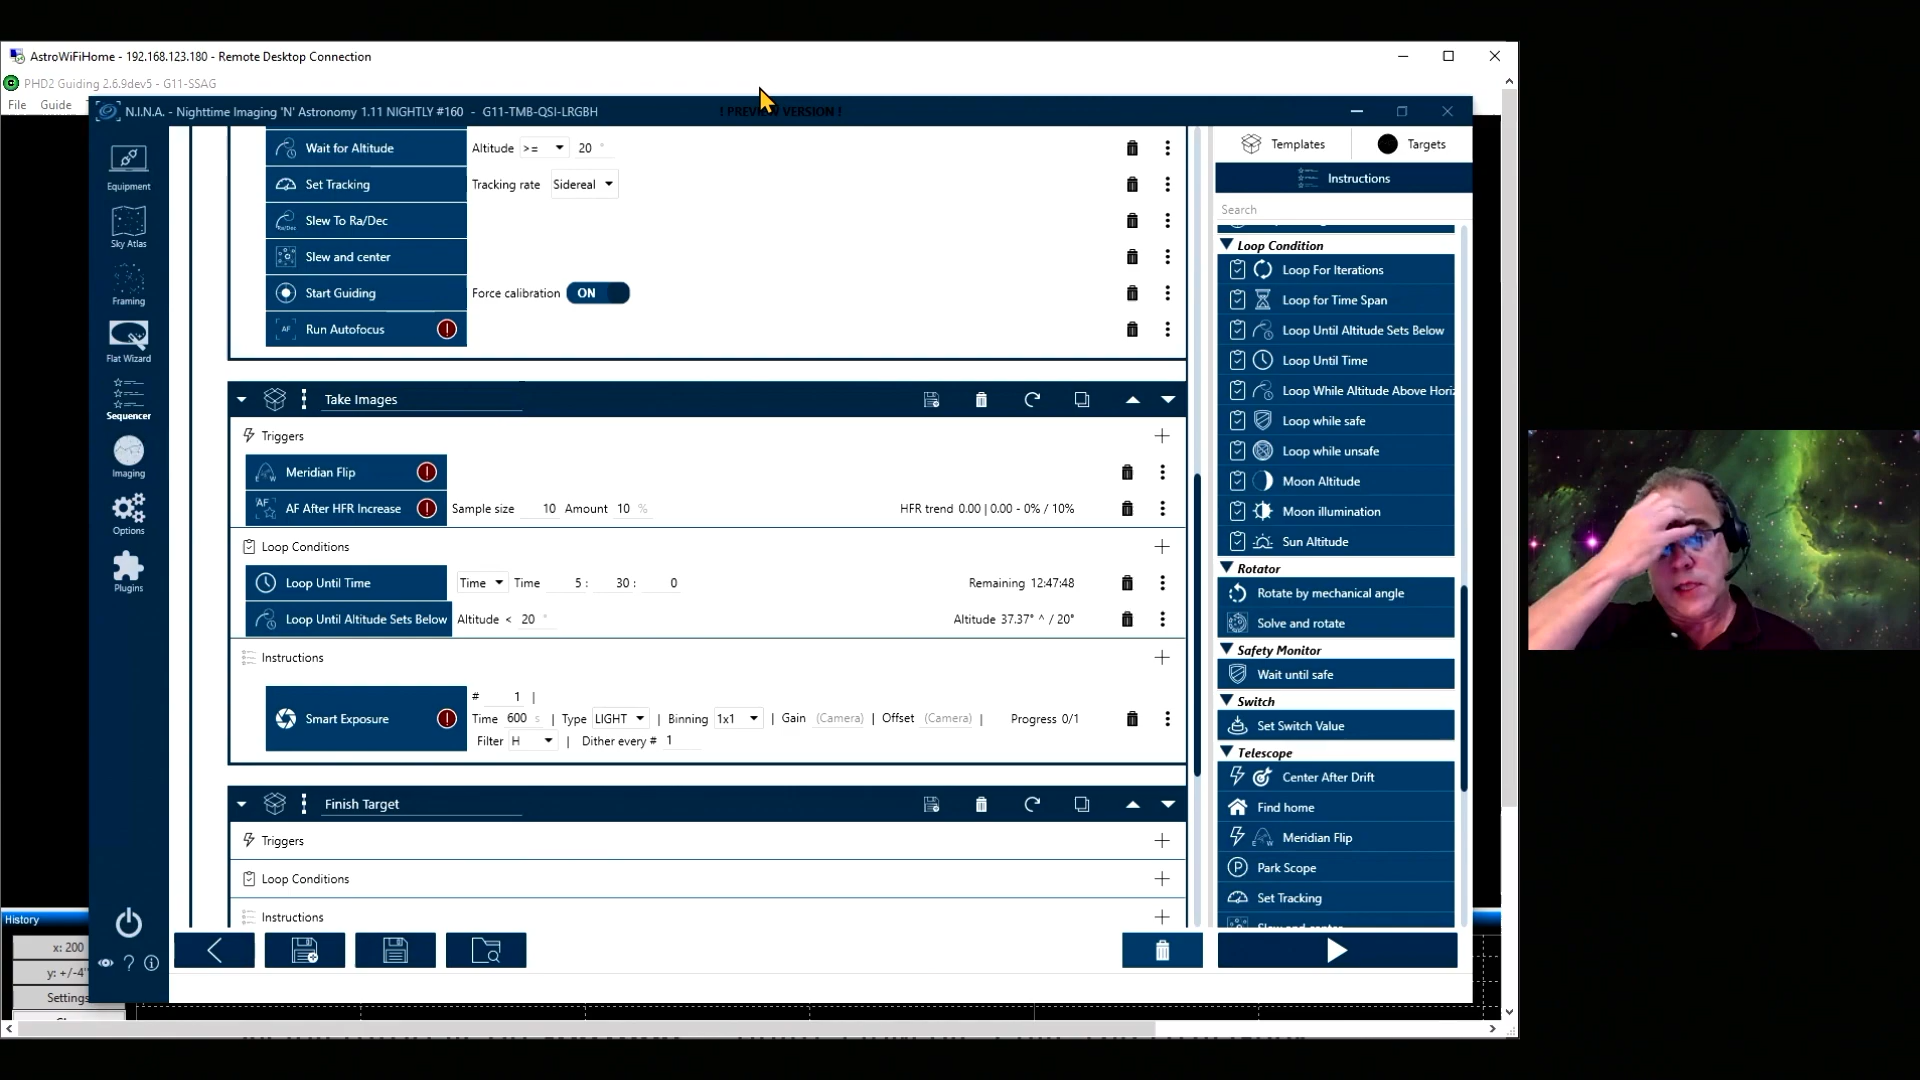 AstroWiFiHome - 192.168.123.180 - Remote Desktop Connection
PHD2 Guiding 2.6.9dev5 - G11-SSAG
File Guide
N.I.N.A. - Nighttime Imaging 'N' Astronomy 1.11 NIGHTLY #160 - G11-TMB-QSI-LRGBH
! PREVIEW VERSION !
Equipment
Sky Atlas
Framing
Flat Wizard
Sequencer
Imaging
Options
Plugins
Wait for Altitude Altitude >= 20 °
Set Tracking Tracking rate Sidereal
Slew To Ra/Dec
Slew and center
Start Guiding Force calibration ON
AF Run Autofocus
Take Images
Triggers
Meridian Flip
AF After HFR Increase Sample size 10 Amount 10 % HFR trend 0.00 | 0.00 - 0% / 10%
Loop Conditions
Loop Until Time Time Time 5 : 30 : 0 Remaining 12:47:48
Loop Until Altitude Sets Below Altitude < 20 ° Altitude 37.37° ^ / 20°
Instructions
# 1 |
Smart Exposure Time 600 s | Type LIGHT | Binning 1x1 | Gain (Camera) | Offset (Camera) | Progress 0/1
Filter H | Dither every # 1
Finish Target
Triggers
Loop Conditions
Instructions
Templates Targets
Instructions
Search
Loop Condition
Loop For Iterations
Loop for Time Span
Loop Until Altitude Sets Below
Loop Until Time
Loop While Altitude Above Horiz
Loop while safe
Loop while unsafe
Moon Altitude
Moon illumination
Sun Altitude
Rotator
Rotate by mechanical angle
Solve and rotate
Safety Monitor
Wait until safe
Switch
Set Switch Value
Telescope
Center After Drift
Find home
Meridian Flip
Park Scope
Set Tracking
History
x: 200
y: +/-4"
Settings